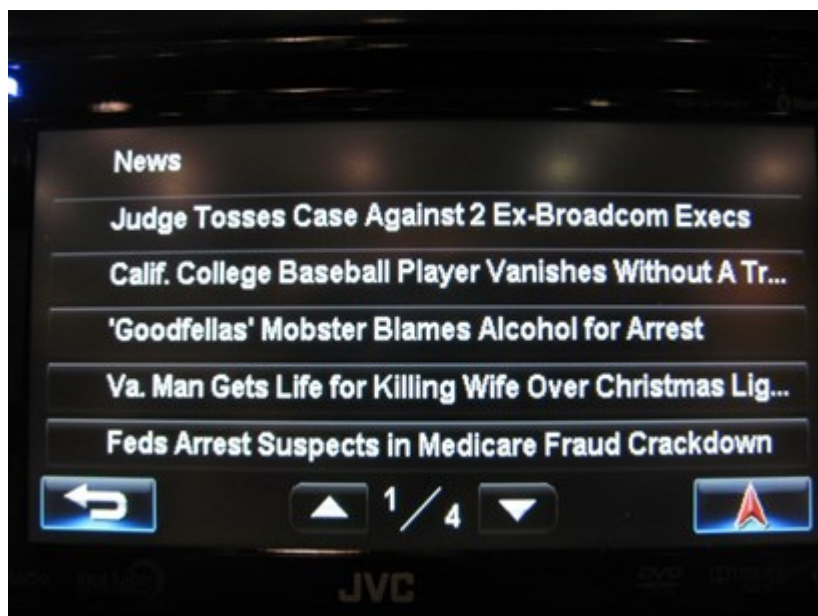 News
Judge Tosses Case Against 2 Ex-Broadcom Execs
Calif. College Baseball Player Vanishes Without A Tr...
'Goodfellas' Mobster Blames Alcohol for Arrest
Va. Man Gets Life for Killing Wife Over Christmas Lig...
Feds Arrest Suspects in Medicare Fraud Crackdown
1/4
JVC